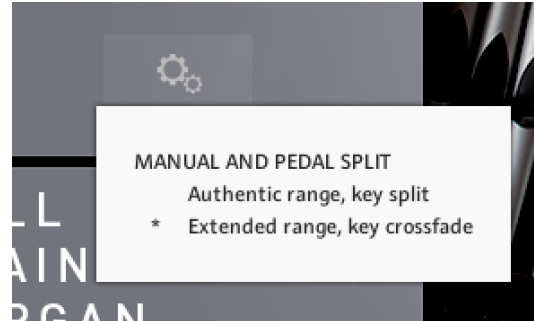 MANUAL AND PEDAL SPLIT
Authentic range, key split
* Extended range, key crossfade